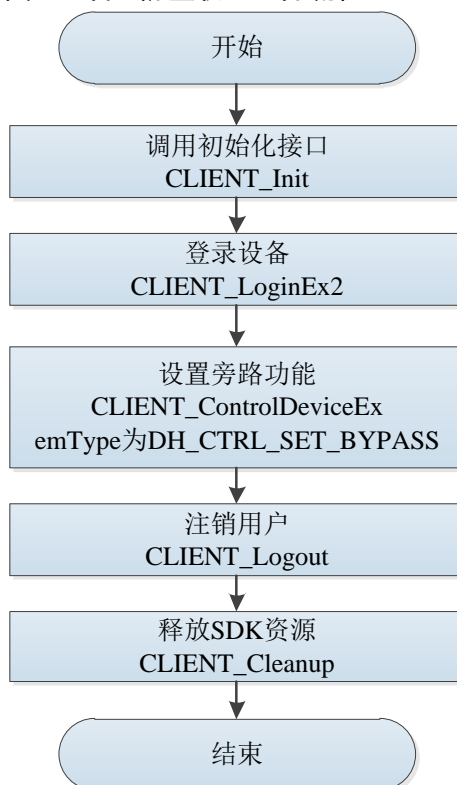 开始
调用初始化接口
CLIENT_Init
登录设备
CLIENT_LoginEx2
设置旁路功能
CLIENT_ControlDeviceEx
emType为DH_CTRL_SET_BYPASS
注销用户
CLIENT_Logout
释放SDK资源
CLIENT_Cleanup
结束